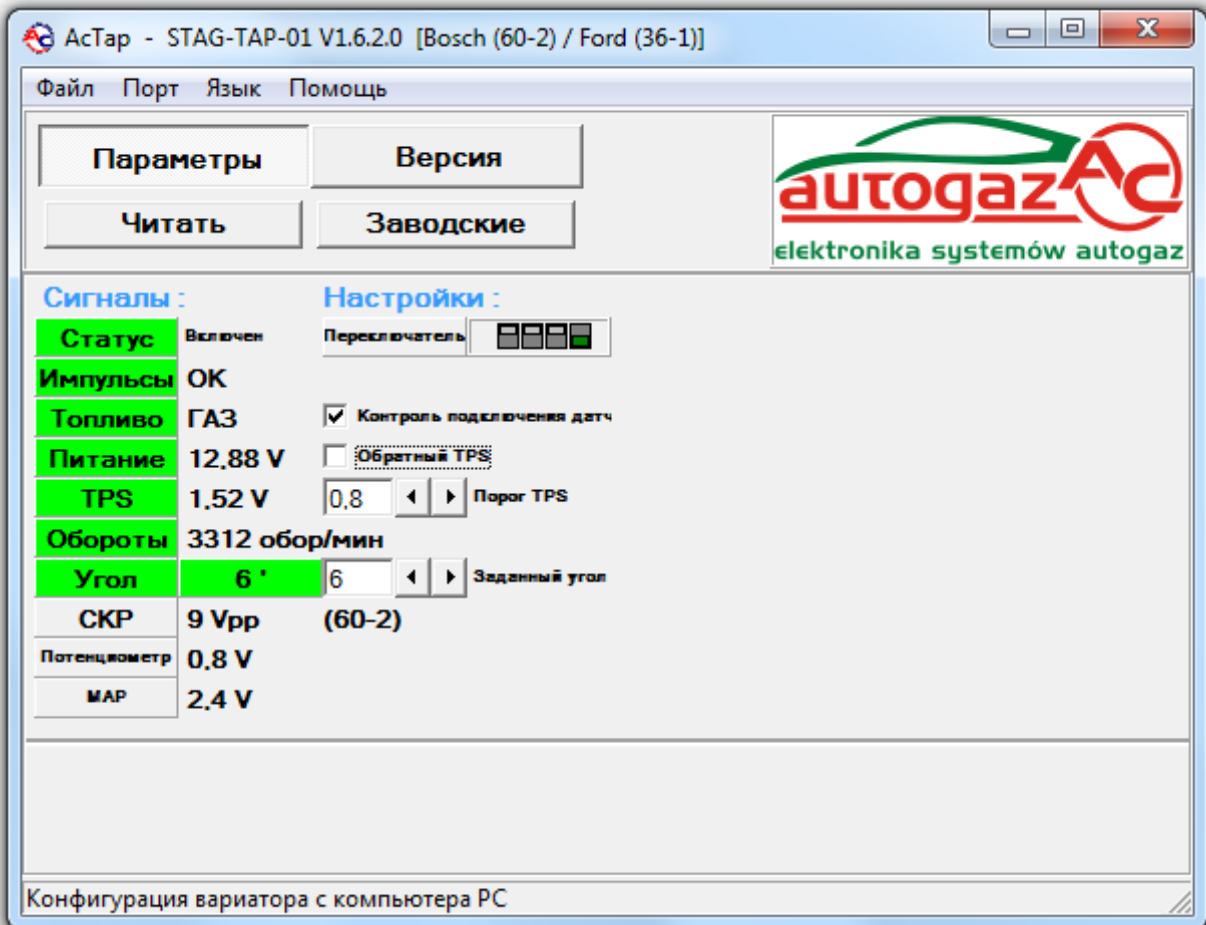 АсТар - STAG-TAP-01 V1.6.2.0 [Bosch (60-2) / Ford (36-1)]
Файл Порт Язык Помощь
Параметры Версия
Читать Заводские
autogaz AC
elektronika systemów autogaz
Сигналы : Настройки :
Статус Включен Переключатель
Импульсы OK
Топливо ГАЗ Контроль подключения датч
Питание 12,88 V Обратный TPS
TPS 1,52 V 0,8 Порог TPS
Обороты 3312 обор/мин
Угол 6 ' 6 Заданный угол
СКР 9 Vpp (60-2)
Потенциометр 0,8 V
MAP 2,4 V
Конфигурация вариатора с компьютера PC